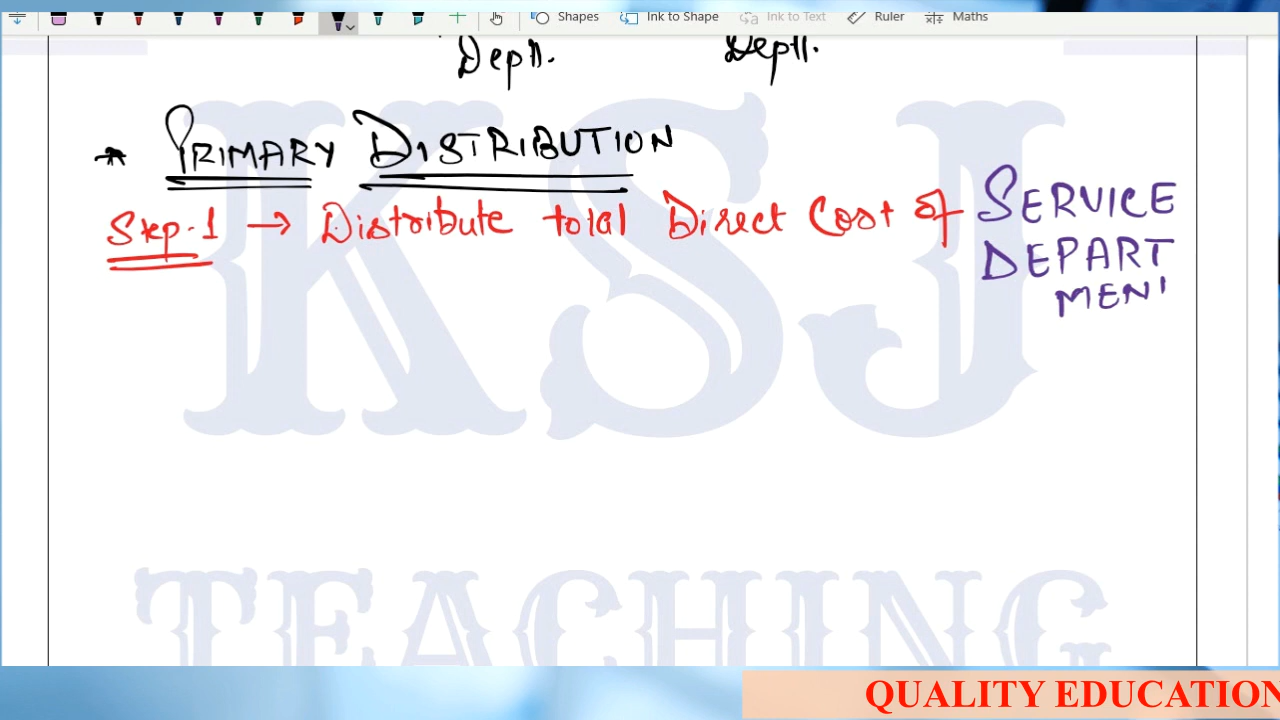 Shapes Ink to Shape Ink to Text Ruler Maths
Deptt. Deptt.
* PRIMARY DISTRIBUTION
Step.1 → Distribute total Direct Cost of SERVICE
DEPART
MENT
KSJ
TEACHING
QUALITY EDUCATION